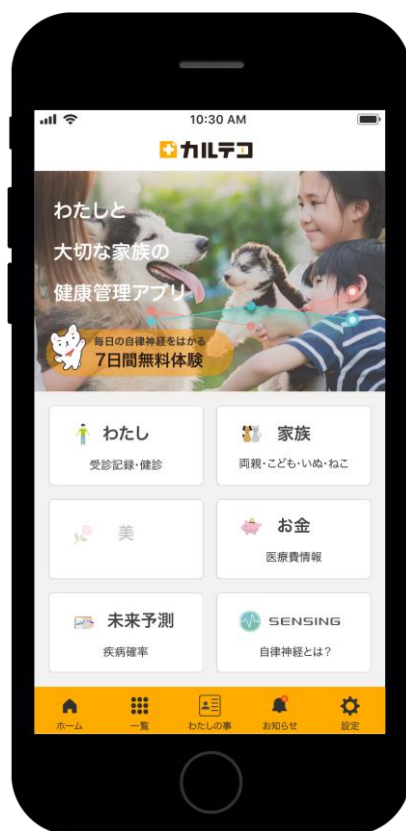 10:30 AM
カルテコ
わたしと
大切な家族の
健康管理アプリ
毎日の自律神経をはかる
7日間無料体験
わたし
受診記録・健診
家族
両親・こども・いぬ・ねこ
美
お金
医療費情報
未来予測
疾病確率
SENSING
自律神経とは?
ホーム
一覧
わたしの事
お知らせ
設定